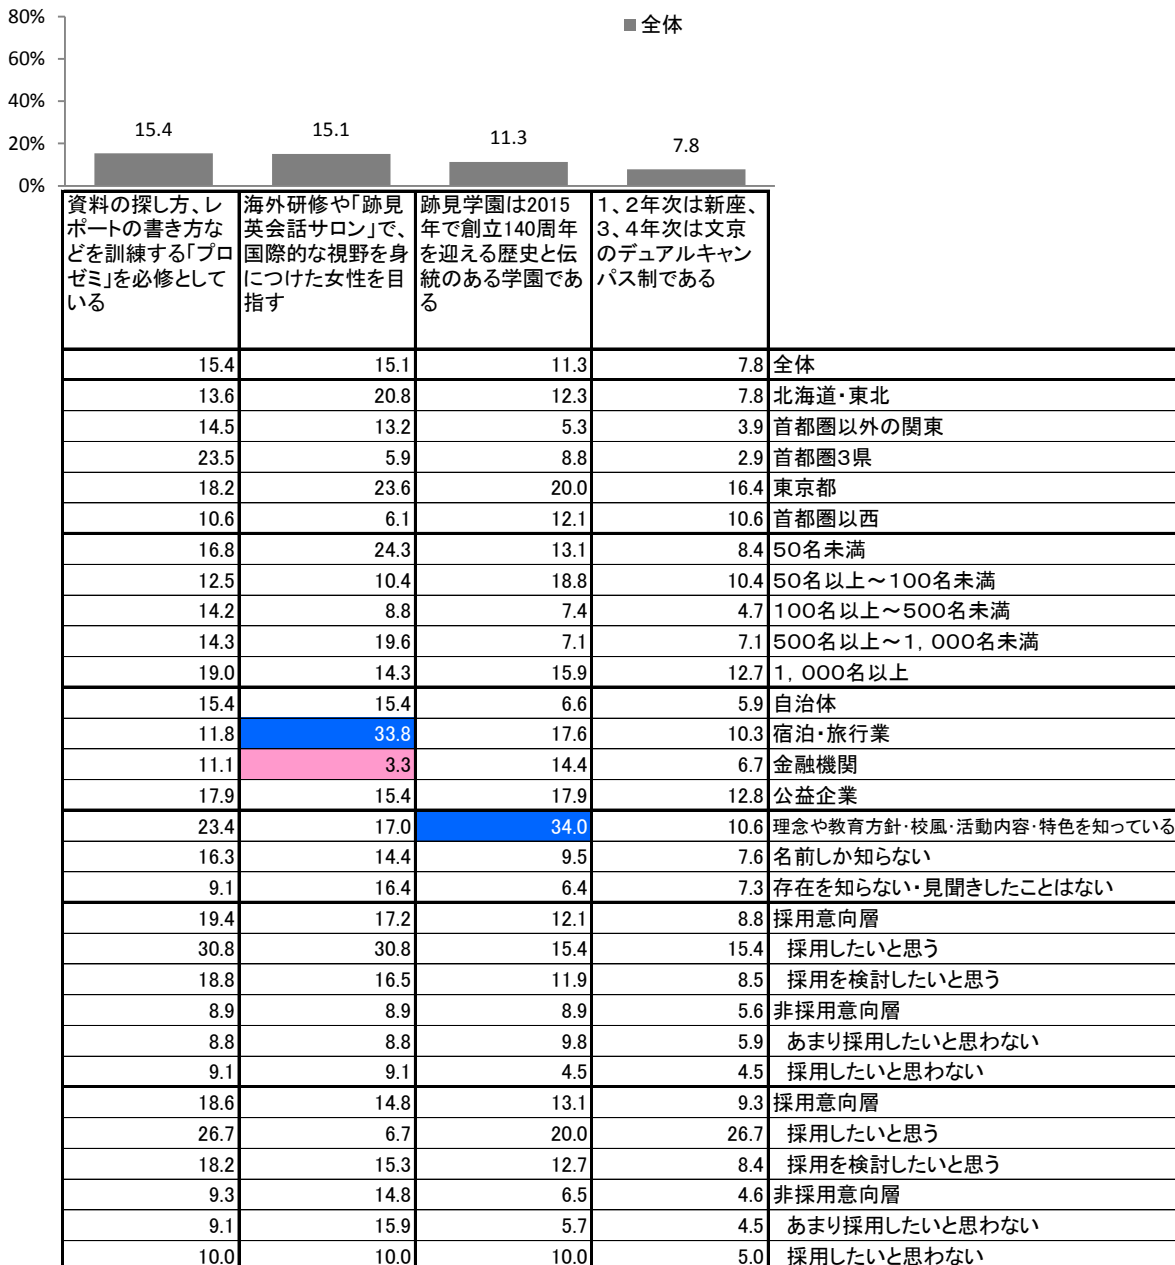 80%
60%
40%
20%
0%
■全体
15.4 15.1 11.3 7.8
資料の探し方、レポートの書き方などを訓練する「プロゼミ」を必修としている
海外研修や「跡見英会話サロン」で、国際的な視野を身につけた女性を目指す
跡見学園は2015年で創立140周年を迎える歴史と伝統のある学園である
1、2年次は新座、3、4年次は文京のデュアルキャンパス制である
15.4 15.1 11.3 7.8 全体
13.6 20.8 12.3 7.8 北海道・東北
14.5 13.2 5.3 3.9 首都圏以外の関東
23.5 5.9 8.8 2.9 首都圏3県
18.2 23.6 20.0 16.4 東京都
10.6 6.1 12.1 10.6 首都圏以西
16.8 24.3 13.1 8.4 50名未満
12.5 10.4 18.8 10.4 50名以上～100名未満
14.2 8.8 7.4 4.7 100名以上～500名未満
14.3 19.6 7.1 7.1 500名以上～1，000名未満
19.0 14.3 15.9 12.7 1，000名以上
15.4 15.4 6.6 5.9 自治体
11.8 33.8 17.6 10.3 宿泊・旅行業
11.1 3.3 14.4 6.7 金融機関
17.9 15.4 17.9 12.8 公益企業
23.4 17.0 34.0 10.6 理念や教育方針・校風・活動内容・特色を知っている
16.3 14.4 9.5 7.6 名前しか知らない
9.1 16.4 6.4 7.3 存在を知らない・見聞きしたことはない
19.4 17.2 12.1 8.8 採用意向層
30.8 30.8 15.4 15.4 採用したいと思う
18.8 16.5 11.9 8.5 採用を検討したいと思う
8.9 8.9 8.9 5.6 非採用意向層
8.8 8.8 9.8 5.9 あまり採用したいと思わない
9.1 9.1 4.5 4.5 採用したいと思わない
18.6 14.8 13.1 9.3 採用意向層
26.7 6.7 20.0 26.7 採用したいと思う
18.2 15.3 12.7 8.4 採用を検討したいと思う
9.3 14.8 6.5 4.6 非採用意向層
9.1 15.9 5.7 4.5 あまり採用したいと思わない
10.0 10.0 10.0 5.0 採用したいと思わない